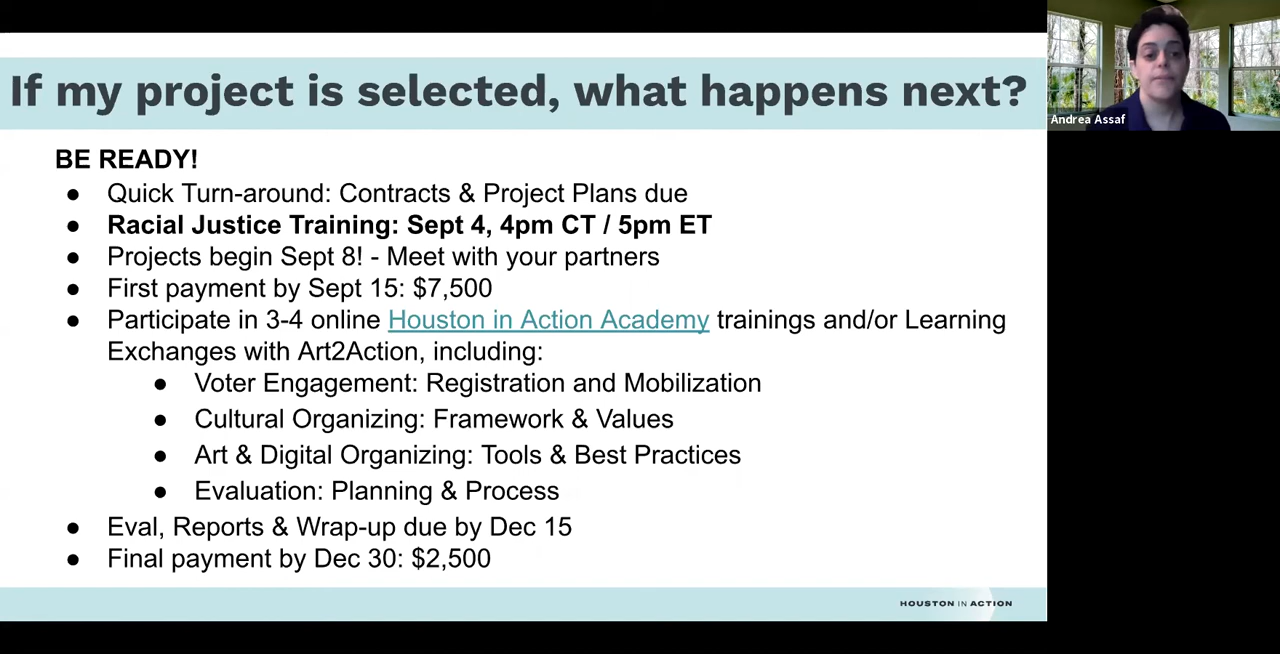 If my project is selected, what happens next?
Andrea Assaf
BE READY!
● Quick Turn-around: Contracts & Project Plans due
● Racial Justice Training: Sept 4, 4pm CT / 5pm ET
● Projects begin Sept 8! - Meet with your partners
● First payment by Sept 15: $7,500
● Participate in 3-4 online Houston in Action Academy trainings and/or Learning
Exchanges with Art2Action, including:
● Voter Engagement: Registration and Mobilization
● Cultural Organizing: Framework & Values
● Art & Digital Organizing: Tools & Best Practices
● Evaluation: Planning & Process
● Eval, Reports & Wrap-up due by Dec 15
● Final payment by Dec 30: $2,500
HOUSTON IN ACTION